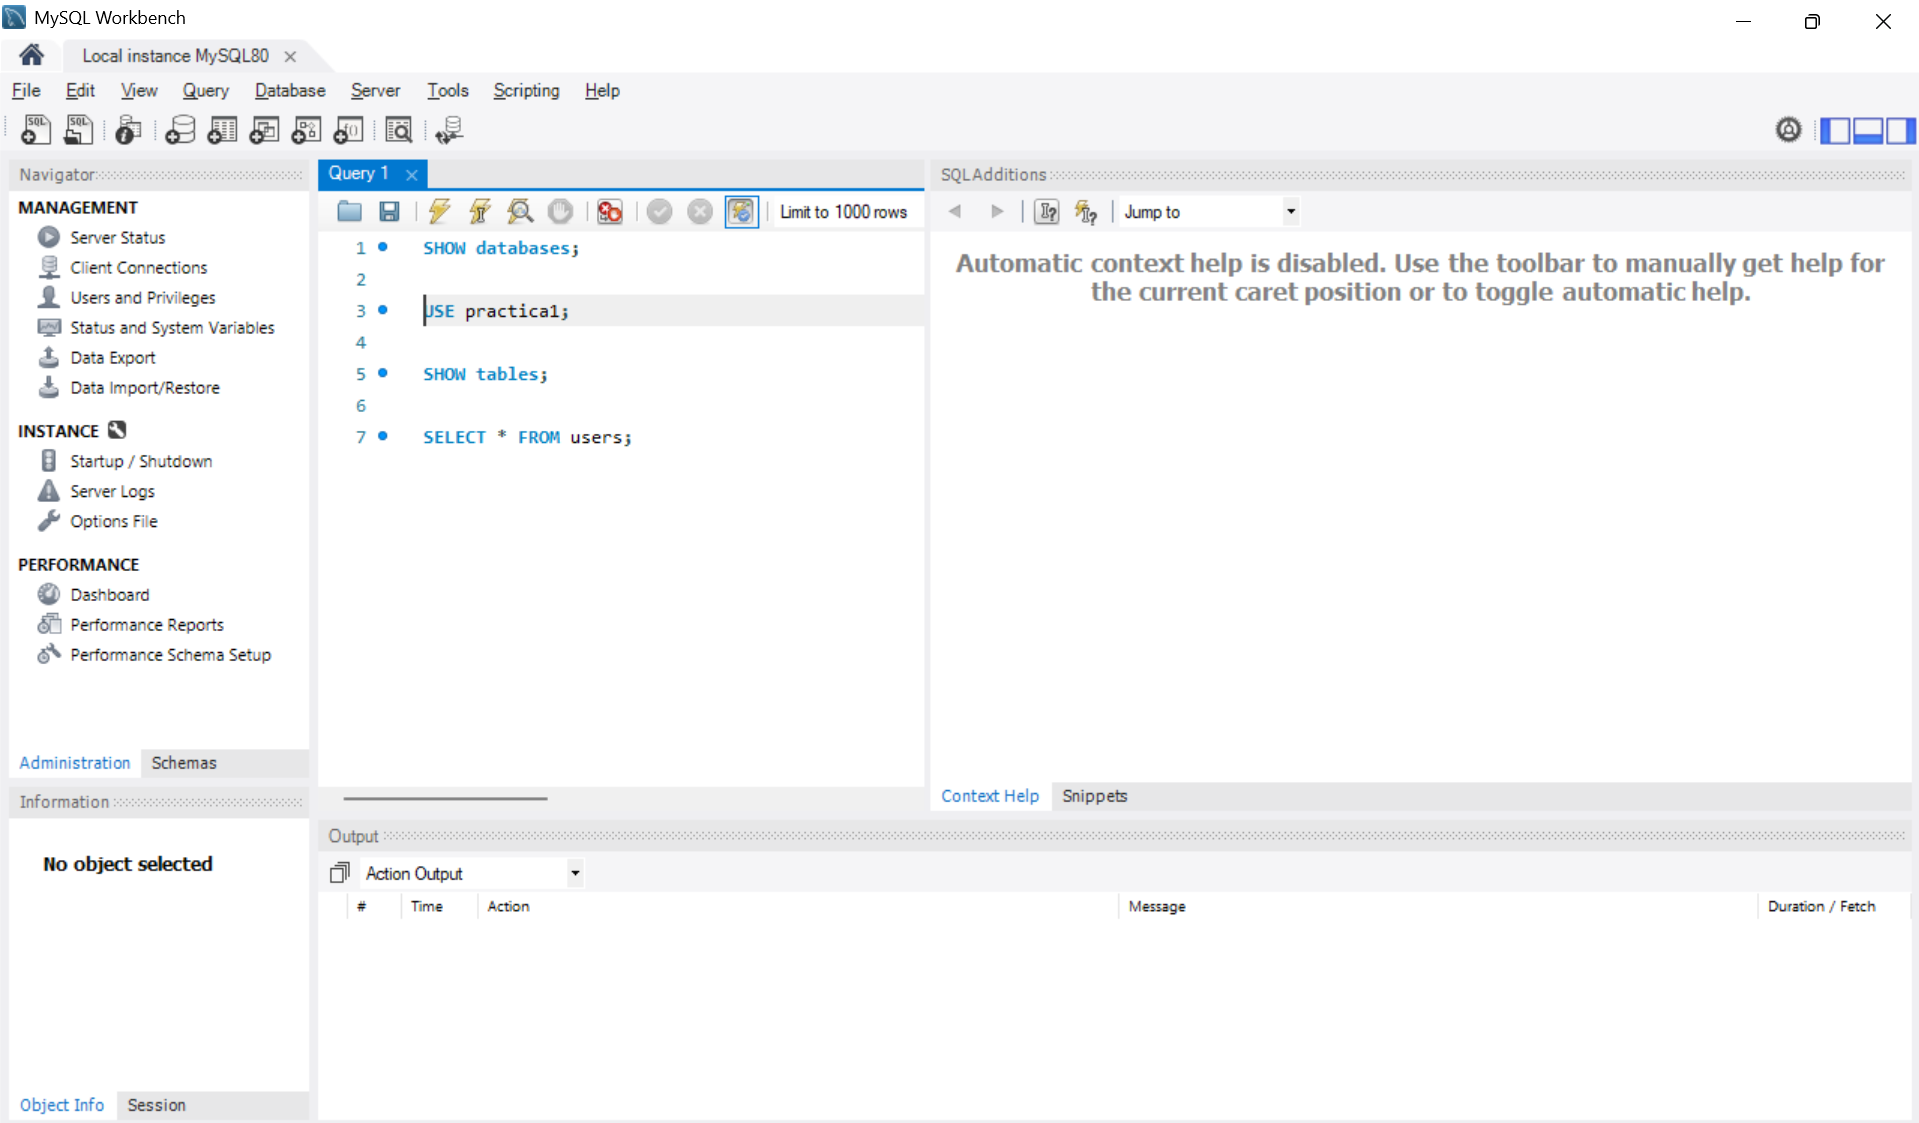 MySQL Workbench
Local instance MySQL80
File Edit View Query Database Server Tools Scripting Help
Navigator
MANAGEMENT
Server Status
Client Connections
Users and Privileges
Status and System Variables
Data Export
Data Import/Restore
INSTANCE
Startup / Shutdown
Server Logs
Options File
PERFORMANCE
Dashboard
Performance Reports
Performance Schema Setup
Administration Schemas
Information
No object selected
Object Info Session
Query 1
Limit to 1000 rows
1 SHOW databases;
2
3 USE practica1;
4
5 SHOW tables;
6
7 SELECT * FROM users;
SQLAdditions
Jump to
Automatic context help is disabled. Use the toolbar to manually get help for
the current caret position or to toggle automatic help.
Context Help Snippets
Output
Action Output
# Time Action Message Duration / Fetch